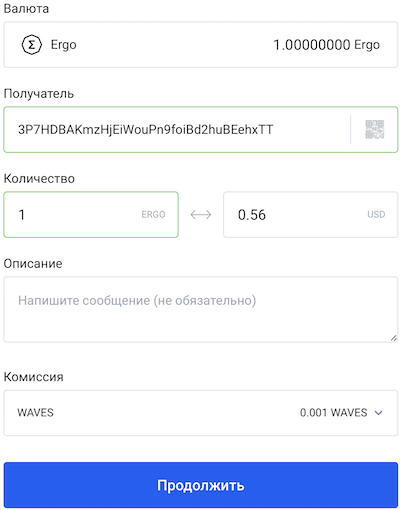 Валюта
Ergo 1.00000000 Ergo
Получатель
3P7HDBAKmzHjEiWouPn9foiBd2huBEehxTT
Количество
1 ERGO 0.56 USD
Описание
Напишите сообщение (не обязательно)
Комиссия
WAVES 0.001 WAVES
Продолжить